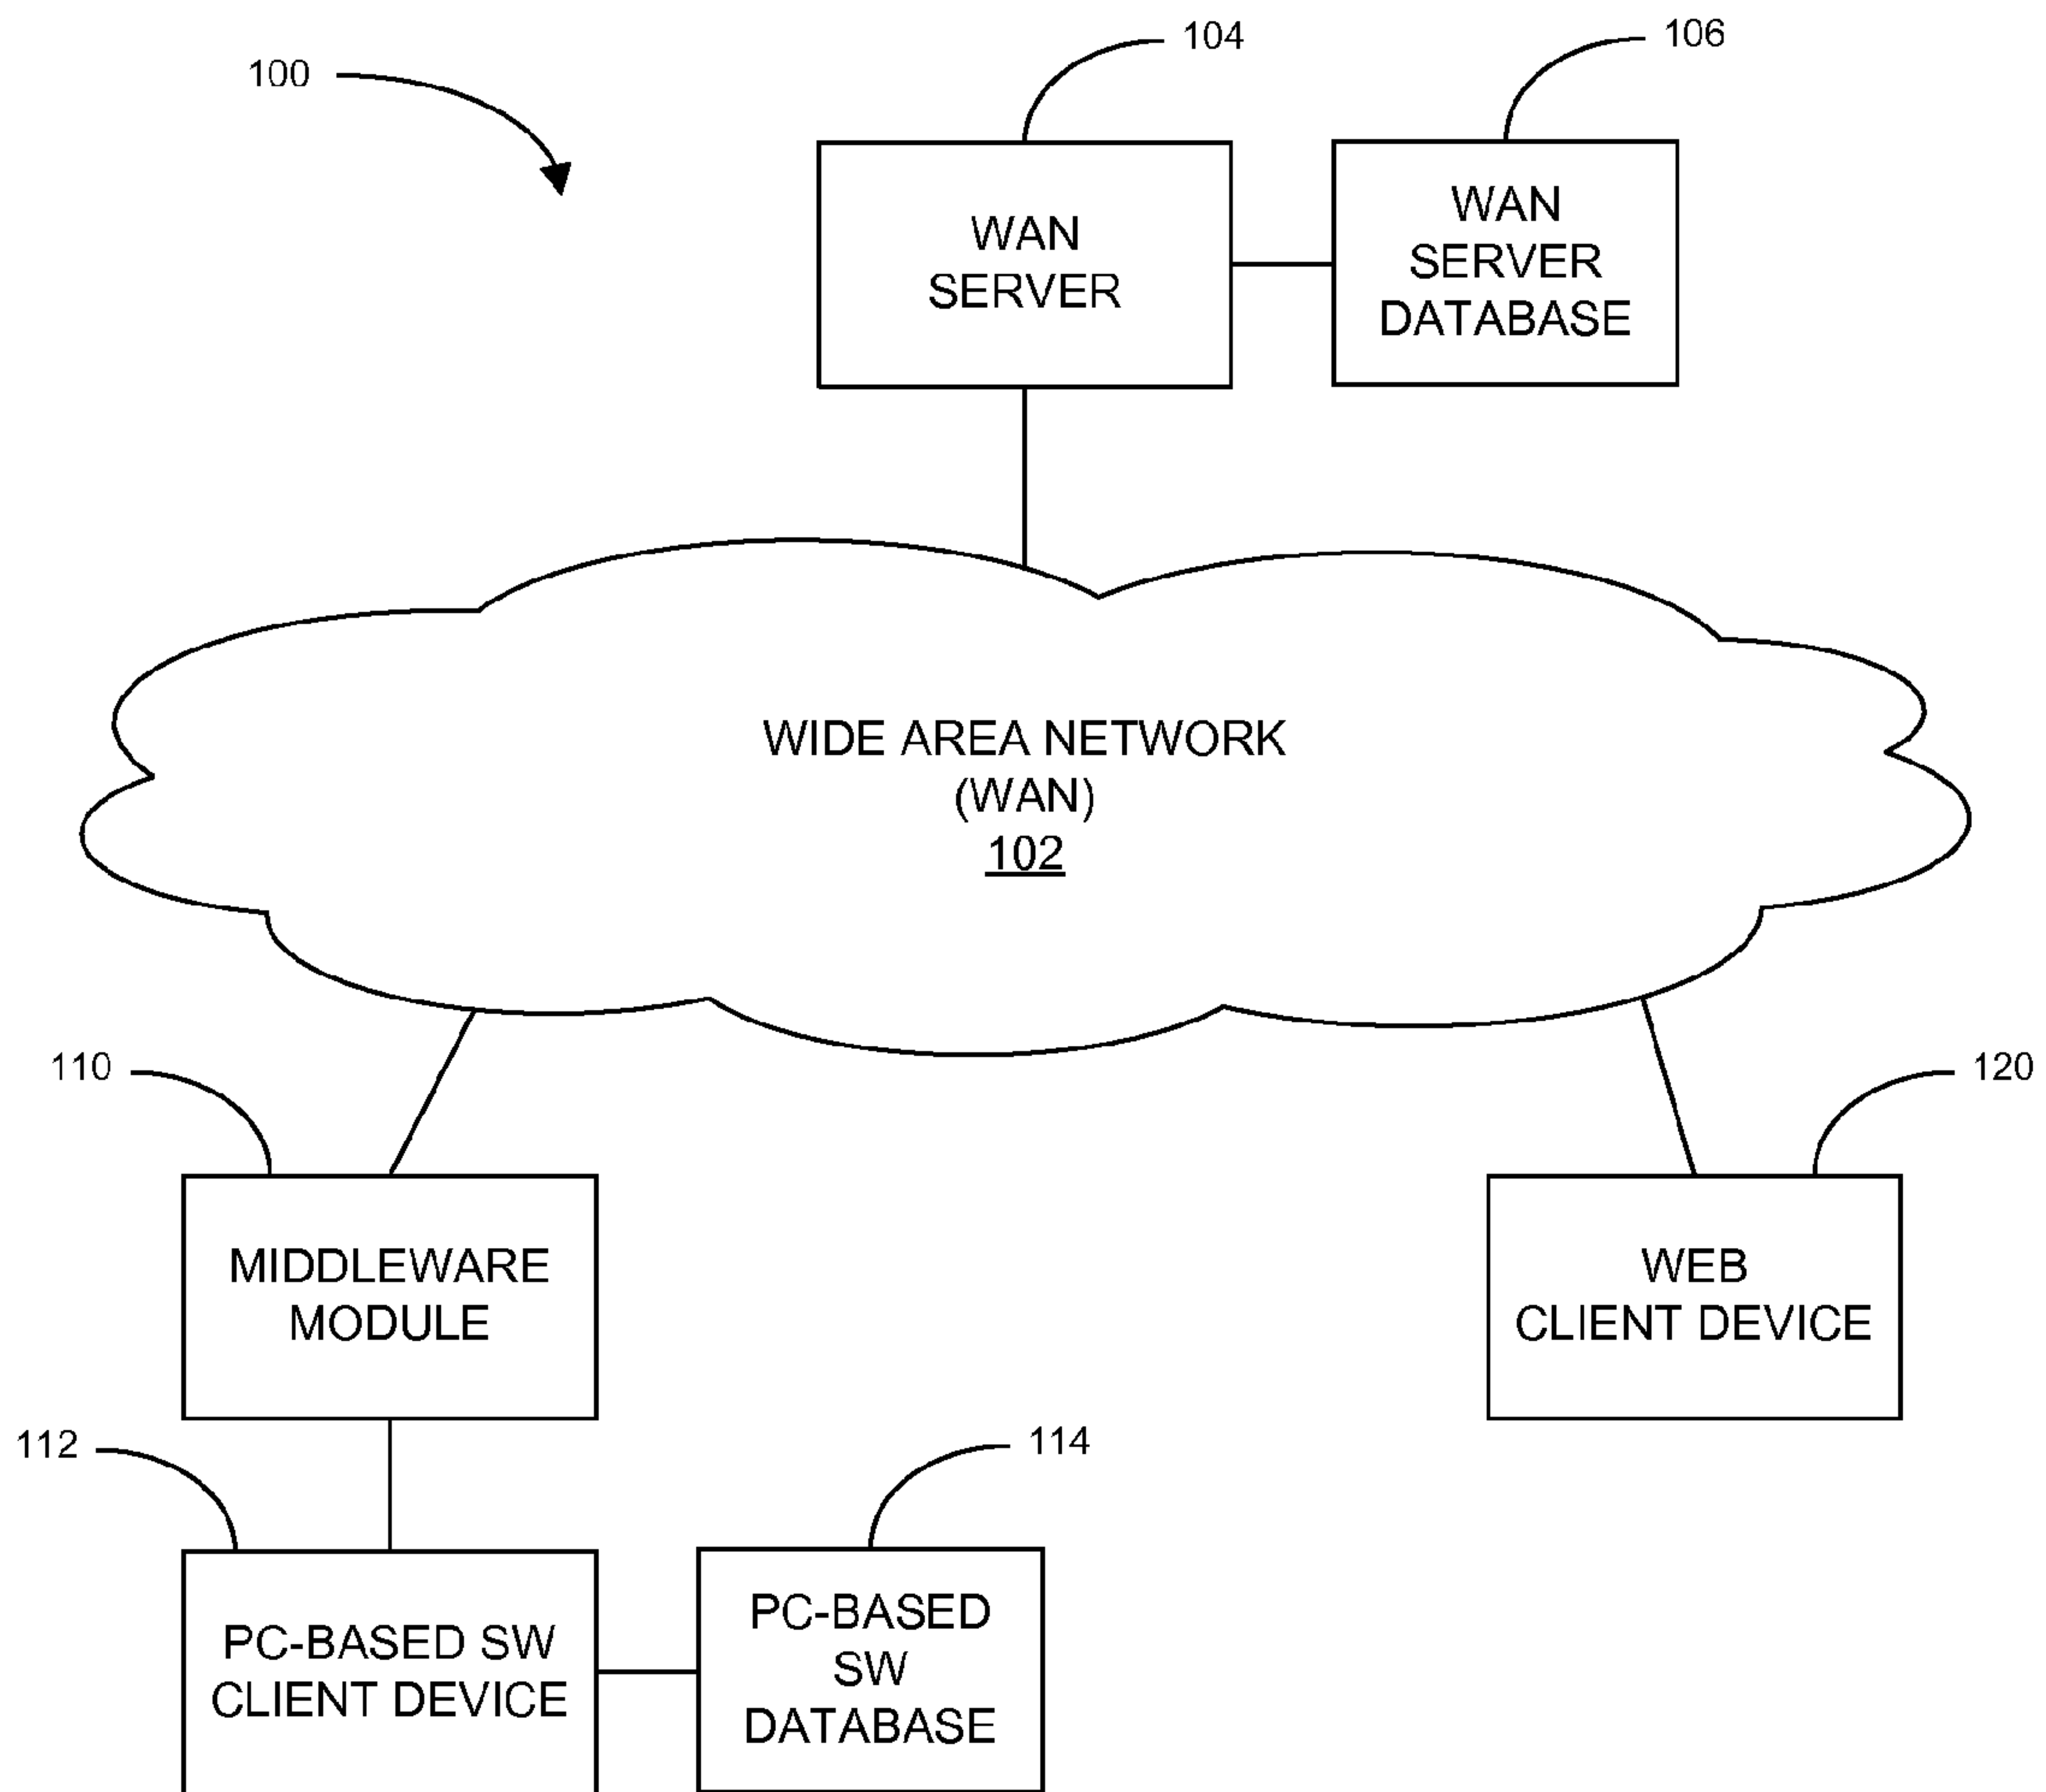 100
104
106
WAN
SERVER
WAN
SERVER
DATABASE
WIDE AREA NETWORK
(WAN)
102
110
120
MIDDLEWARE
MODULE
WEB
CLIENT DEVICE
112
114
PC-BASED SW
CLIENT DEVICE
PC-BASED
SW
DATABASE